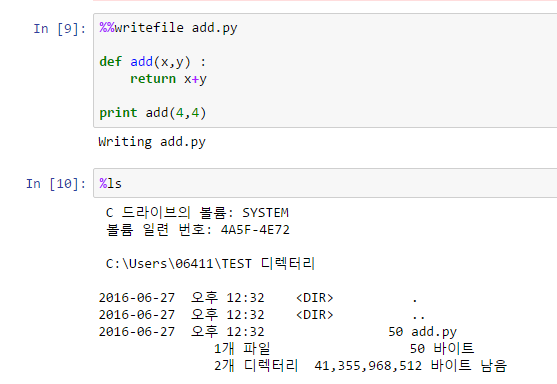 In [9]: %%writefile add.py
def add(x,y) :
    return x+y
print add(4,4)
Writing add.py
In [10]: %ls
C 드라이브의 볼륨: SYSTEM
볼륨 일련 번호: 4A5F-4E72
C:\Users\06411\TEST 디렉터리
2016-06-27  오후 12:32    <DIR>          .
2016-06-27  오후 12:32    <DIR>          ..
2016-06-27  오후 12:32                50 add.py
1개 파일                  50 바이트
2개 디렉터리  41,355,968,512 바이트 남음